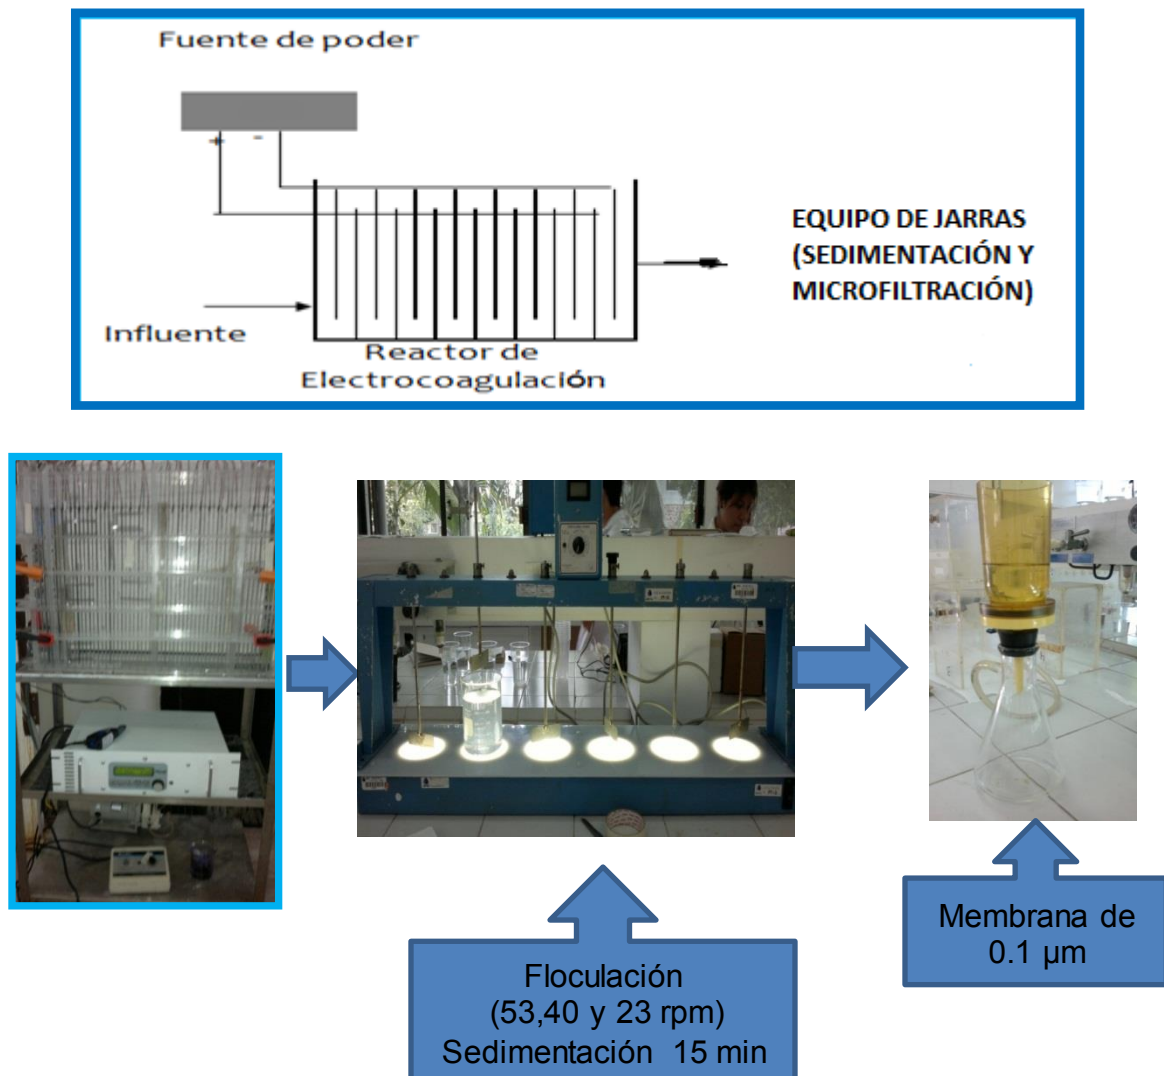 Fuente de poder
+ -
EQUIPO DE JARRAS
(SEDIMENTACIÓN Y
MICROFILTRACIÓN)
Influente
Reactor de
Electrocoagulación
Floculación
(53,40 y 23 rpm)
Sedimentación 15 min
Membrana de
0.1 µm